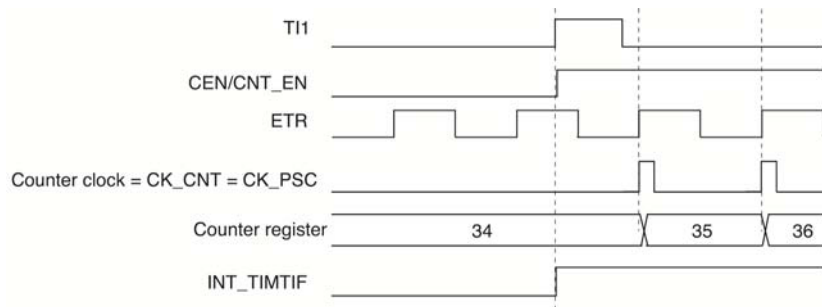 TI1
CEN/CNT_EN
ETR
Counter clock = CK_CNT = CK_PSC
Counter register 34 35 36
INT_TIMTIF